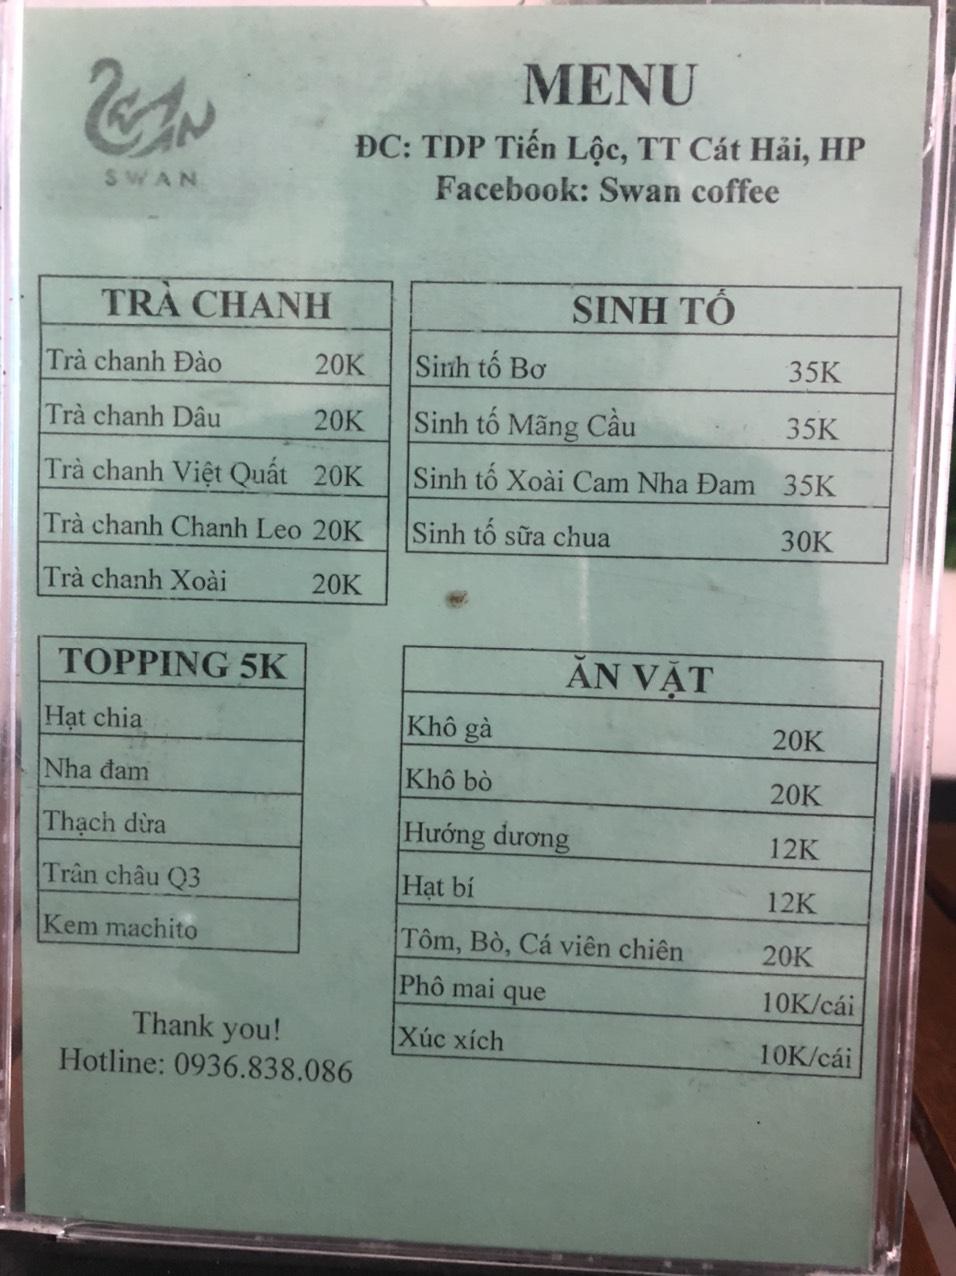 SWAN
MENU
ĐC: TDP Tiến Lộc, TT Cát Hải, HP
Facebook: Swan coffee
TRÀ CHANH
Trà chanh Đào 20K
Trà chanh Dâu 20K
Trà chanh Việt Quất 20K
Trà chanh Chanh Leo 20K
Trà chanh Xoài 20K
SINH TỐ
Sinh tố Bơ 35K
Sinh tố Mãng Cầu 35K
Sinh tố Xoài Cam Nha Đam 35K
Sinh tố sữa chua 30K
TOPPING 5K
Hạt chia
Nha đam
Thạch dừa
Trân châu Q3
Kem machito
ĂN VẶT
Khô gà 20K
Khô bò 20K
Hướng dương 12K
Hạt bí 12K
Tôm, Bò, Cá viên chiên 20K
Phô mai que 10K/cái
Xúc xích 10K/cái
Thank you!
Hotline: 0936.838.086